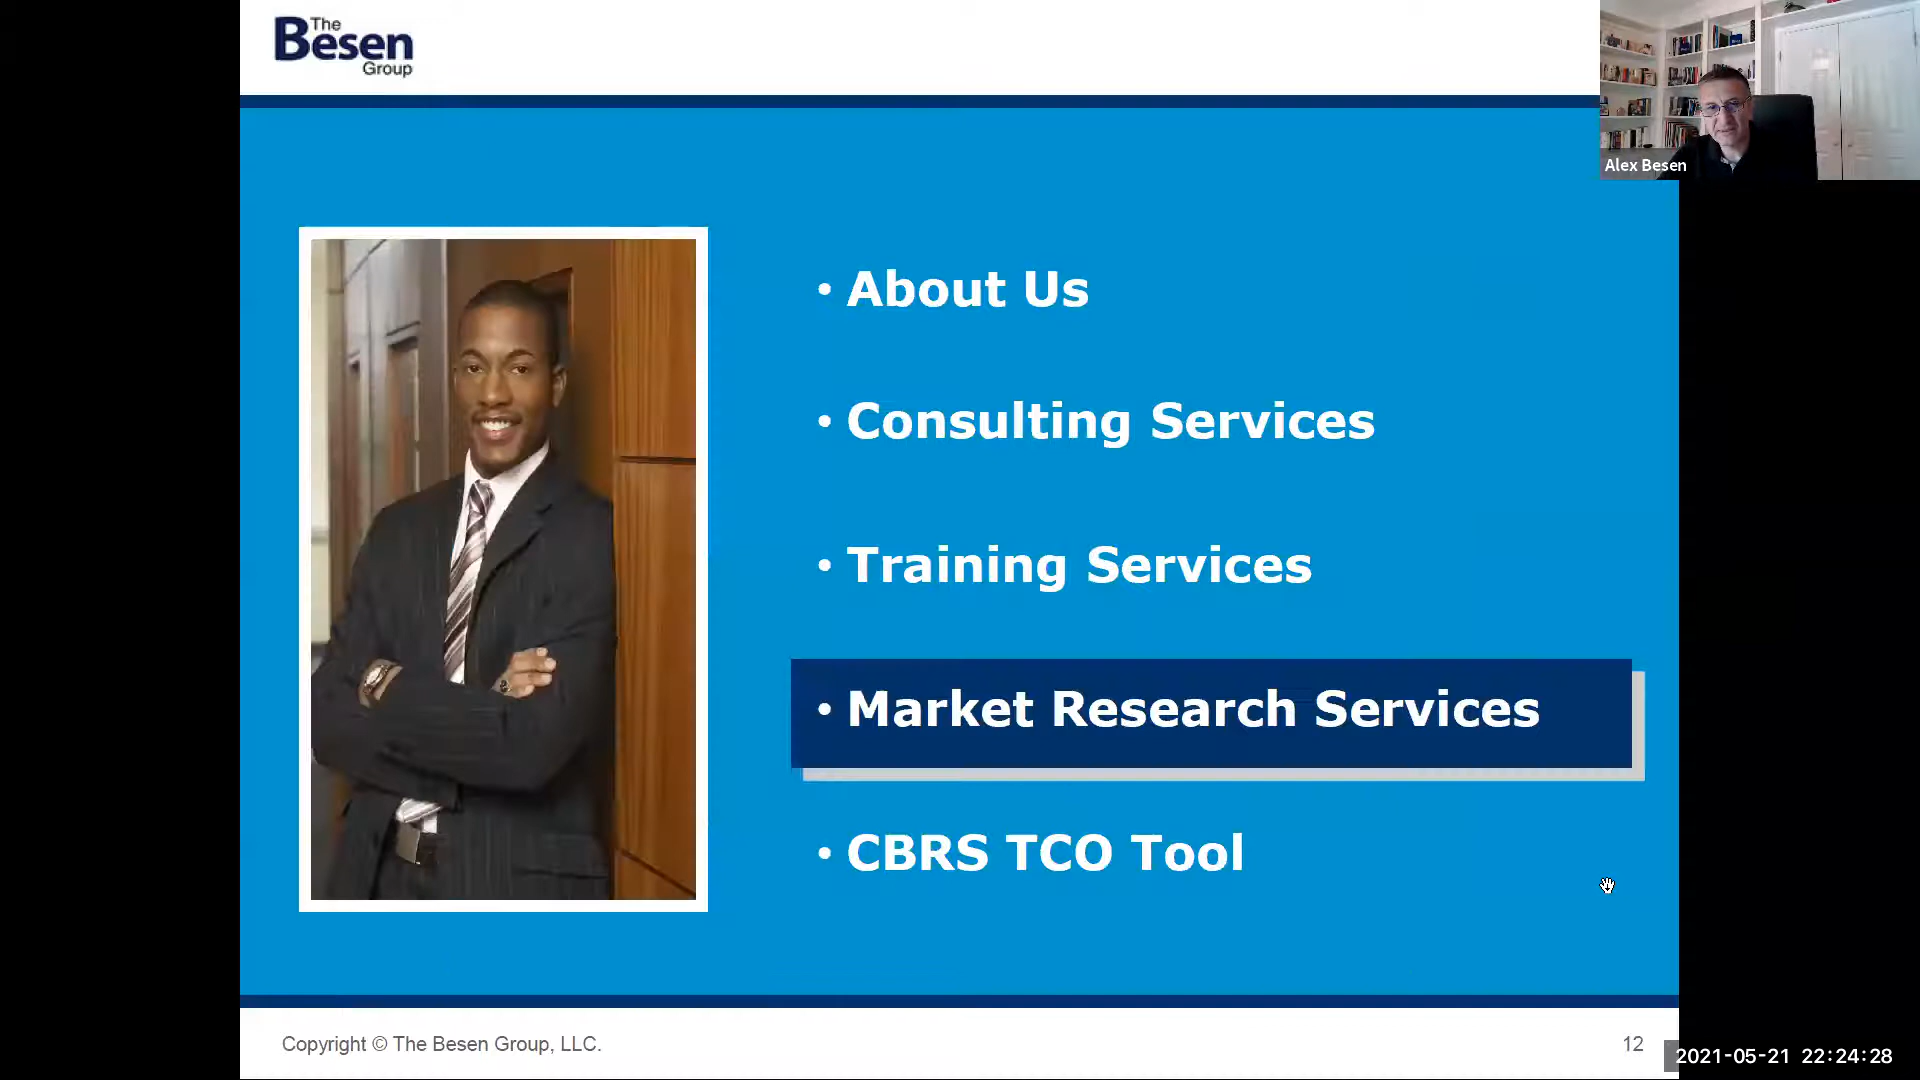 The
Besen
Group
Alex Besen
• About Us
• Consulting Services
• Training Services
• Market Research Services
• CBRS TCO Tool
Copyright © The Besen Group, LLC.
12
2021-05-21 22:24:28